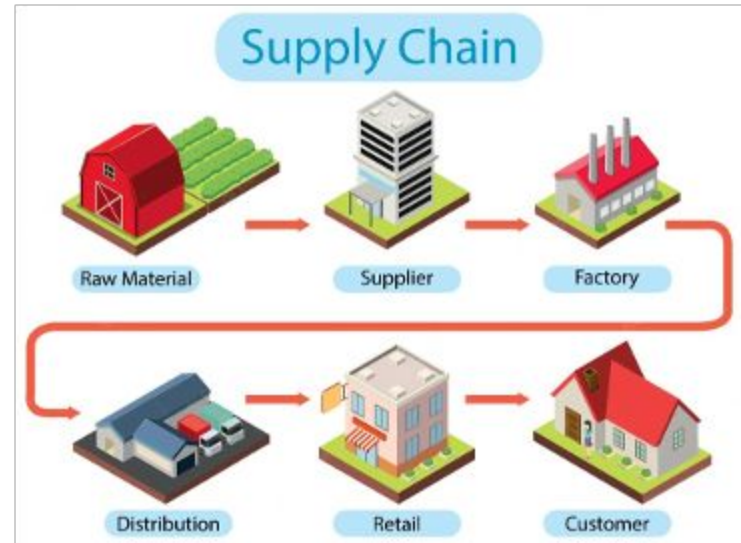 Supply Chain
Raw Material
Supplier
Factory
Distribution
Retail
Customer